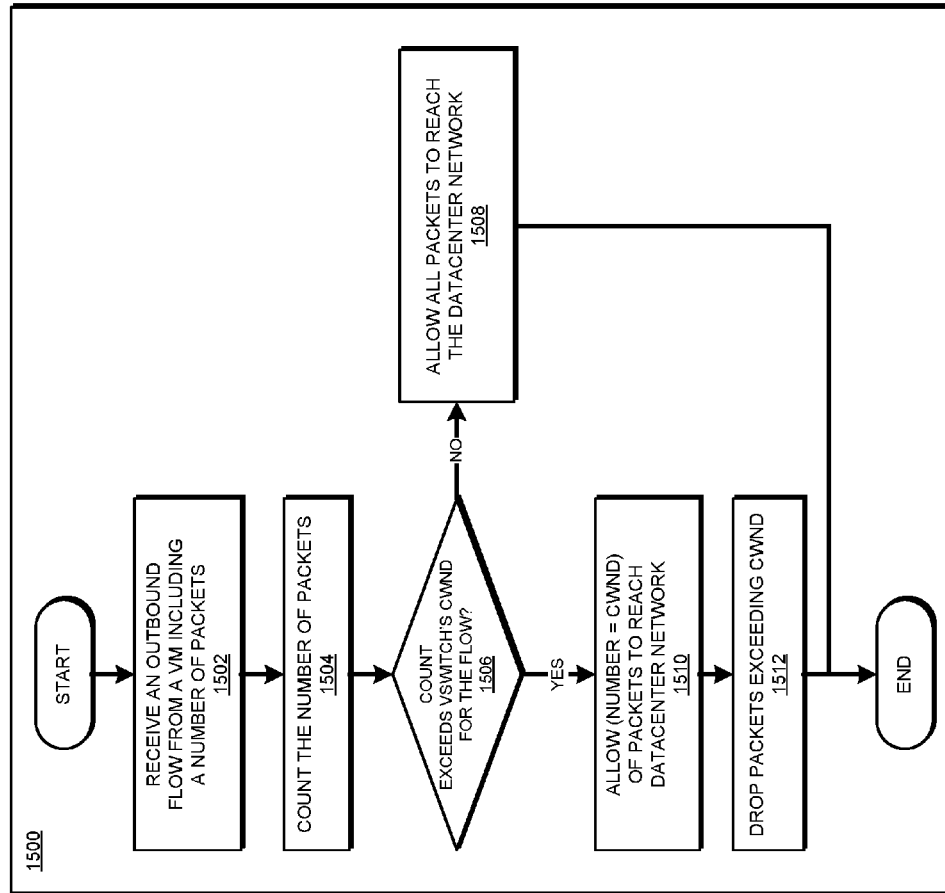 1500
START
RECEIVE AN OUTBOUND
FLOW FROM A VM INCLUDING
A NUMBER OF PACKETS
1502
COUNT THE NUMBER OF PACKETS
1504
COUNT
EXCEEDS VSWITCH'S CWND
FOR THE FLOW?
1506
NO
ALLOW ALL PACKETS TO REACH
THE DATACENTER NETWORK
1508
YES
ALLOW (NUMBER = CWND)
OF PACKETS TO REACH
DATACENTER NETWORK
1510
DROP PACKETS EXCEEDING CWND
1512
END